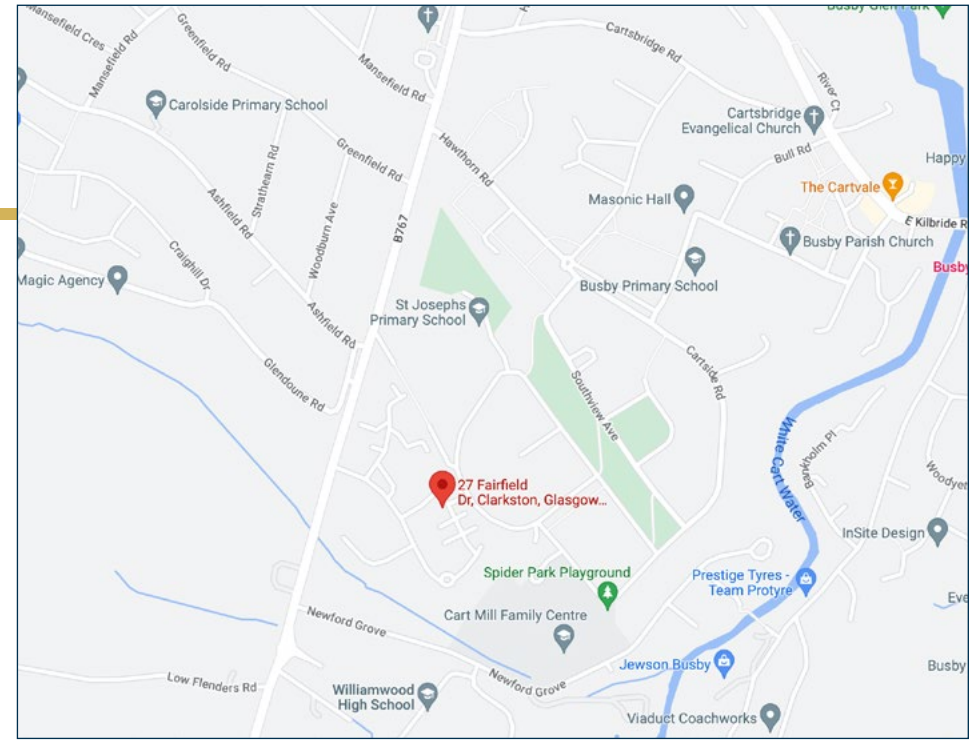 Busby Glen Park
Mansefield Cres
Mansefield Rd
Greenfield Rd
Mansefield Rd
Cartsbridge Rd
River Ct
Carolside Primary School
Cartsbridge
Evangelical Church
Bull Rd
Happy
Strathearn Rd
Greenfield Rd
Hawthorn Rd
The Cartvale
Masonic Hall
Ashfield Rd
Woodburn Ave
B767
E Kilbride R
Busby Parish Church
Craighill Dr
Magic Agency
Busby Primary School
Busby
St Josephs
Primary School
Ashfield Rd
Glendoune Rd
Southview Ave
Cartside Rd
White Cart Water
Bankholm Pl
Woodyer
27 Fairfield
Dr, Clarkston, Glasgow...
InSite Design
Spider Park Playground
Prestige Tyres -
Team Protyre
Eve
Cart Mill Family Centre
Newford Grove
Jewson Busby
Busby
Low Flenders Rd
Newford Grove
Williamwood
High School
Viaduct Coachworks